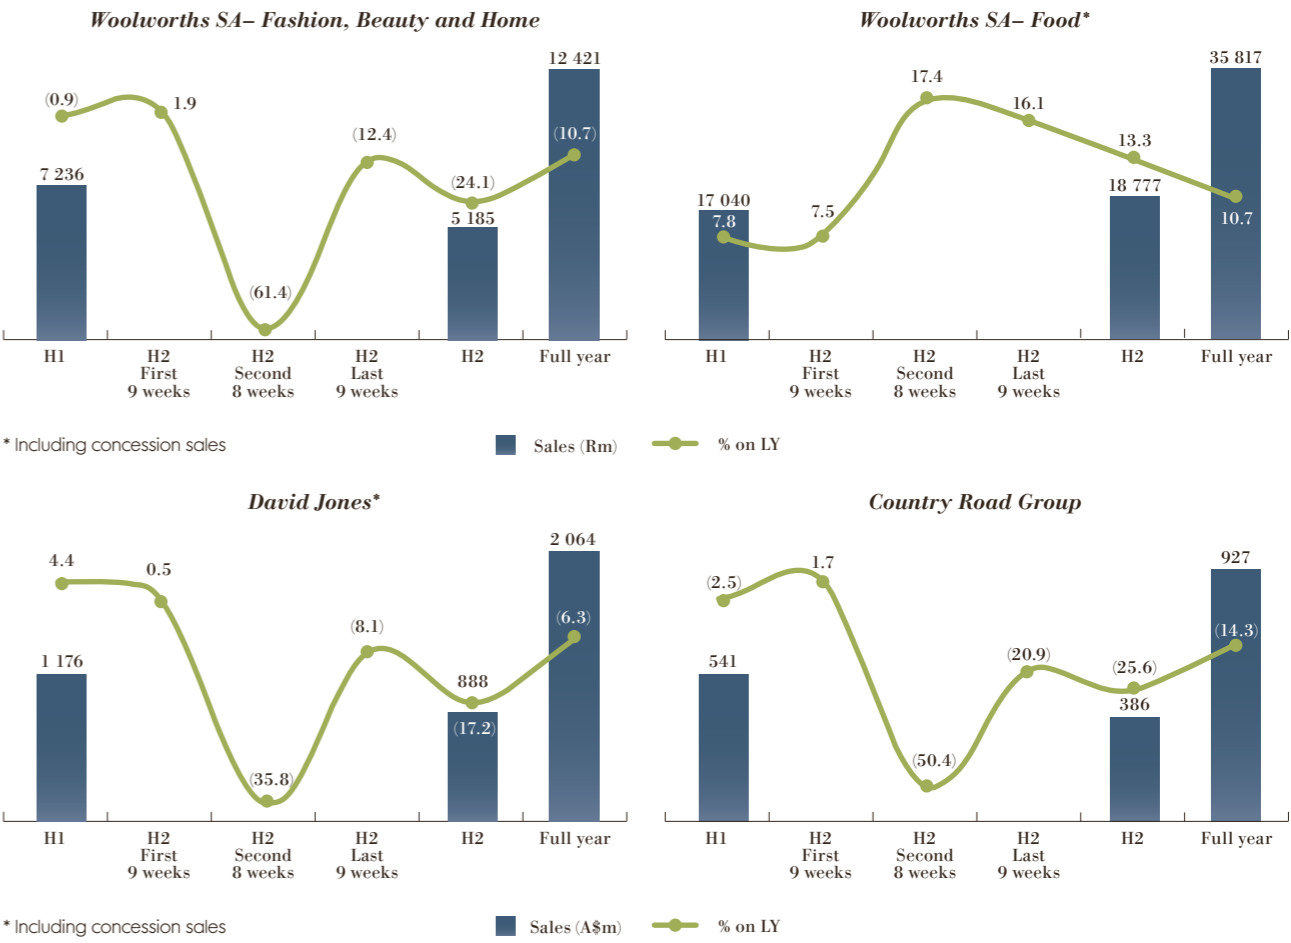 Woolworths SA– Fashion, Beauty and Home
12 421
(0.9)
1.9
(12.4)
(10.7)
7 236
(24.1)
5 185
(61.4)
H1
H2
First
9 weeks
H2
Second
8 weeks
H2
Last
9 weeks
H2
Full year
Woolworths SA– Food*
35 817
17.4
16.1
13.3
18 777
17 040
7.8
7.5
10.7
H1
H2
First
9 weeks
H2
Second
8 weeks
H2
Last
9 weeks
H2
Full year
* Including concession sales
Sales (Rm)
% on LY
David Jones*
2 064
4.4
0.5
(8.1)
(6.3)
1 176
888
(17.2)
(35.8)
H1
H2
First
9 weeks
H2
Second
8 weeks
H2
Last
9 weeks
H2
Full year
Country Road Group
927
1.7
(2.5)
(14.3)
541
(20.9)
(25.6)
386
(50.4)
H1
H2
First
9 weeks
H2
Second
8 weeks
H2
Last
9 weeks
H2
Full year
* Including concession sales
Sales (A$m)
% on LY